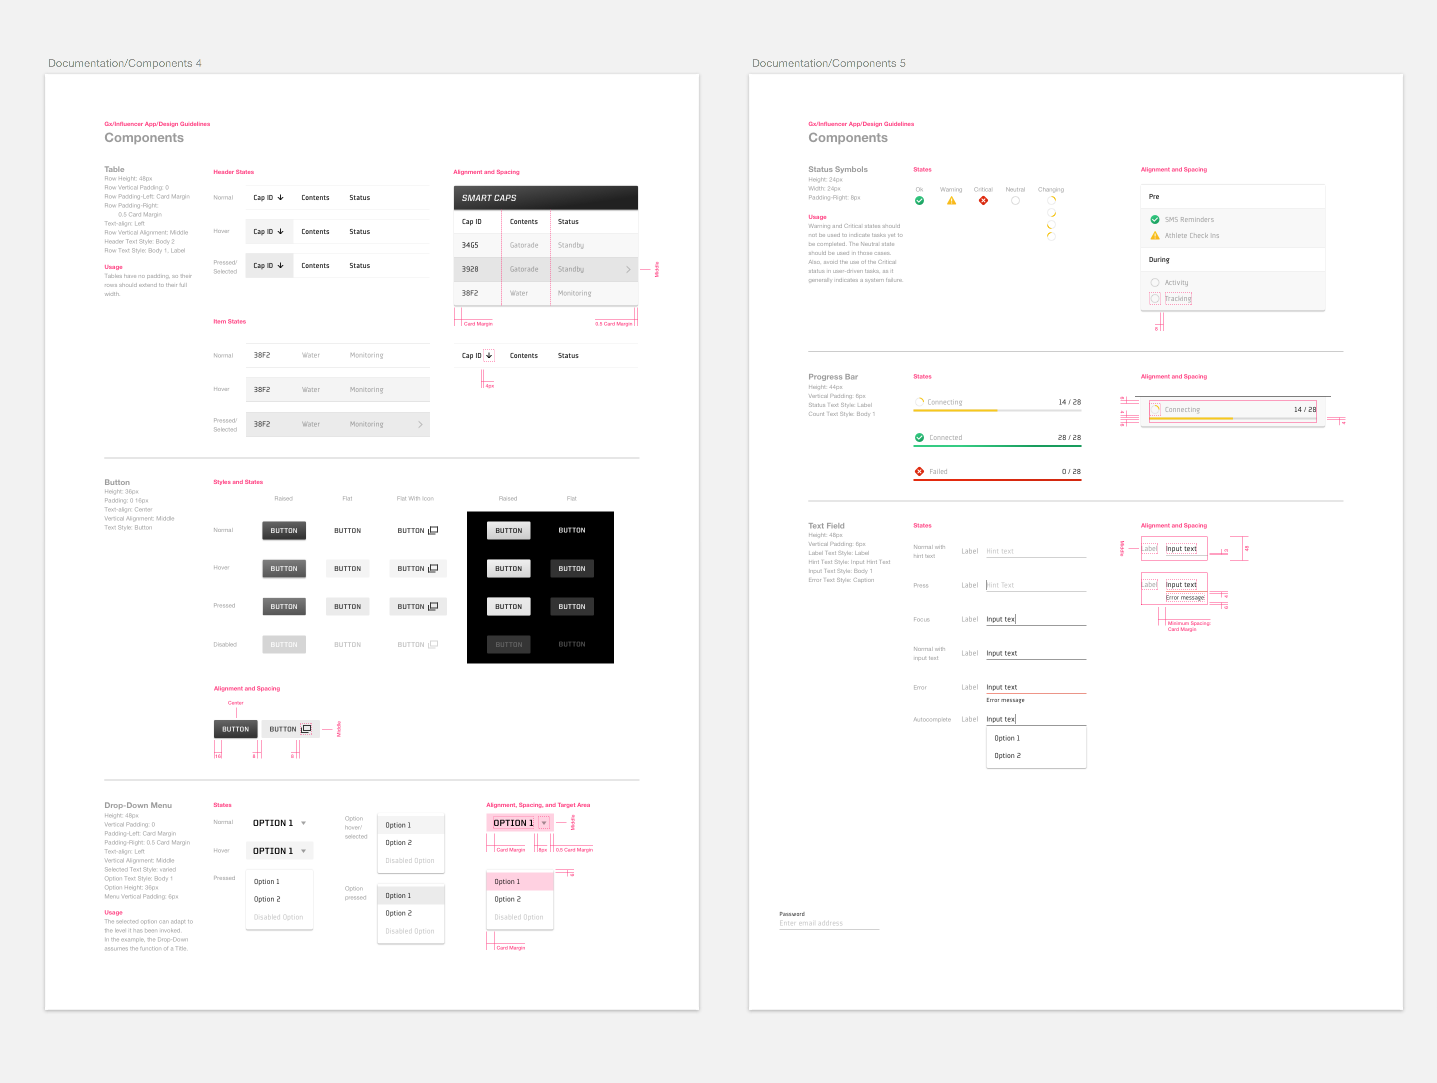 Documentation/Components 4
Gx/Influencer App/Design Guidelines
Components
Table
Row Height: 48px
Row Vertical Padding: 0
Row Padding-Left: Card Margin
Row Padding-Right:
0.5 Card Margin
Text-align: Left
Row Vertical Alignment: Middle
Header Text Style: Body 2
Row Text Style: Body 1, Label
Usage
Tables have no padding, so their
rows should extend to their full
width.
Header States
Normal
Cap ID Contents Status
Hover
Cap ID Contents Status
Pressed/
Selected
Cap ID Contents Status
Item States
Normal
38F2 Water Monitoring
Hover
38F2 Water Monitoring
Pressed/
Selected
38F2 Water Monitoring
Alignment and Spacing
SMART CAPS
Cap ID Contents Status
34G5 Gatorade Standby
3928 Gatorade Standby
38F2 Water Monitoring
Middle
Card Margin
0.5 Card Margin
Cap ID Contents Status
4px
Button
Height: 36px
Padding: 0 16px
Text-align: Center
Vertical Alignment: Middle
Text Style: Button
Styles and States
Raised Flat Flat With Icon Raised Flat
Normal BUTTON BUTTON BUTTON BUTTON BUTTON
Hover BUTTON BUTTON BUTTON BUTTON BUTTON
Pressed BUTTON BUTTON BUTTON BUTTON BUTTON
Disabled BUTTON BUTTON BUTTON BUTTON BUTTON
Alignment and Spacing
Center
BUTTON BUTTON
Middle
16
8
8
Drop-Down Menu
Height: 48px
Vertical Padding: 0
Padding-Left: Card Margin
Padding-Right: 0.5 Card Margin
Text-align: Left
Vertical Alignment: Middle
Selected Text Style: varied
Option Text Style: Body 1
Option Height: 36px
Menu Vertical Padding: 6px
Usage
The selected option can adapt to
the level it has been invoked.
In the example, the Drop-Down
assumes the function of a Title.
States
Normal
OPTION 1
Hover
OPTION 1
Pressed
Option 1
Option 2
Disabled Option
Option
hover/
selected
Option 1
Option 2
Disabled Option
Option
pressed
Option 1
Option 2
Disabled Option
Alignment, Spacing, and Target Area
OPTION 1
Middle
Card Margin
8px
0.5 Card Margin
Option 1
Option 2
Disabled Option
Card Margin
Documentation/Components 5
Gx/Influencer App/Design Guidelines
Components
Status Symbols
Height: 24px
Width: 24px
Padding-Right: 8px
Usage
Warning and Critical states should
not be used to indicate tasks yet to
be completed. The Neutral state
should be used in those cases.
Also, avoid the use of the Critical
status in user-driven tasks, as it
generally indicates a system failure.
States
Ok Warning Critical Neutral Changing
Alignment and Spacing
Pre
SMS Reminders
Athlete Check Ins
During
Activity
Tracking
8
Progress Bar
Height: 44px
Vertical Padding: 6px
Status Text Style: Label
Count Text Style: Body 1
States
Connecting 14 / 28
Connected 28 / 28
Failed 0 / 28
Alignment and Spacing
Connecting 14 / 28
Text Field
Height: 48px
Vertical Padding: 6px
Label Text Style: Label
Hint Text Style: Input Hint Text
Input Text Style: Body 1
Error Text Style: Caption
States
Normal with
hint text
Label Hint text
Press
Label Hint Text
Focus
Label Input tex
Normal with
input text
Label Input text
Error
Label Input text
Error message
Autocomplete
Label Input tex
Option 1
Option 2
Alignment and Spacing
Middle
Label Input text
48
Label Input text
Error message
Minimum Spacing:
Card Margin
Password
Enter email address